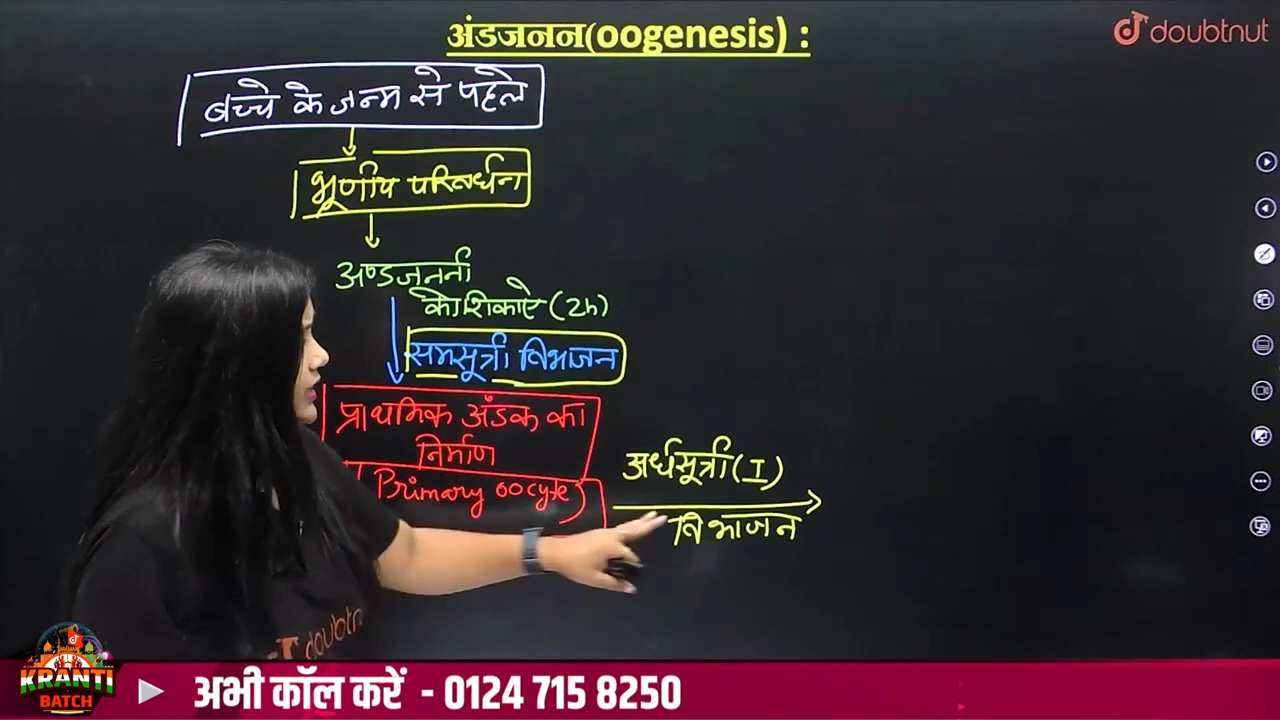 अंडजनन(oogenesis) :
doubtnut
बच्चे के जन्म से पहले
भ्रूणीय परिवर्धन
अण्डजननी
कोशिकाऐ (2n)
समसूत्री विभाजन
प्राथमिक अंडक का
निर्माण
(Primary oocyte)
अर्धसूत्री (I)
विभाजन
doubtn
KRANTI
BATCH
अभी कॉल करें - 0124 715 8250